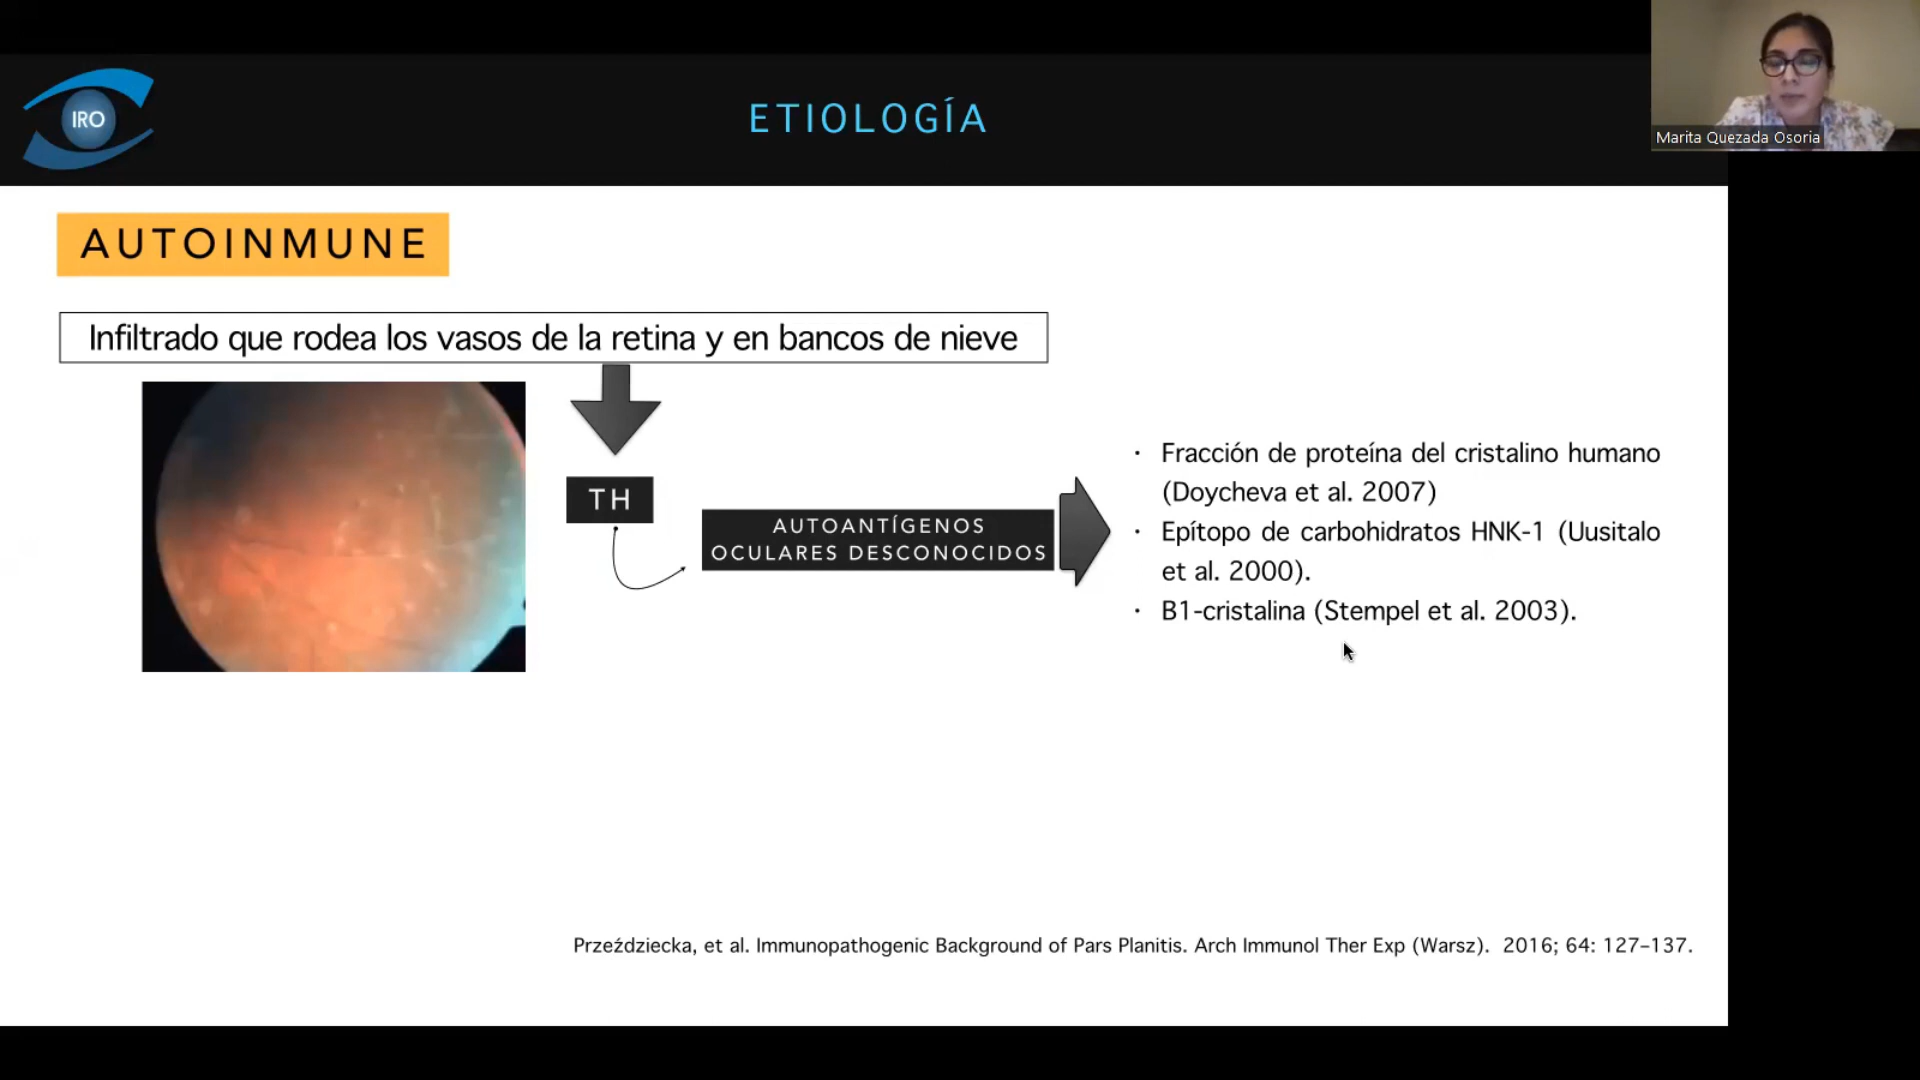 IRO
ETIOLOGÍA
Marita Quezada Osoria
AUTOINMUNE
Infiltrado que rodea los vasos de la retina y en bancos de nieve
TH
AUTOANTÍGENOS
OCULARES DESCONOCIDOS
· Fracción de proteína del cristalino humano
(Doycheva et al. 2007)
· Epítopo de carbohidratos HNK-1 (Uusitalo
et al. 2000).
· B1-cristalina (Stempel et al. 2003).
Przeździecka, et al. Immunopathogenic Background of Pars Planitis. Arch Immunol Ther Exp (Warsz). 2016; 64: 127–137.